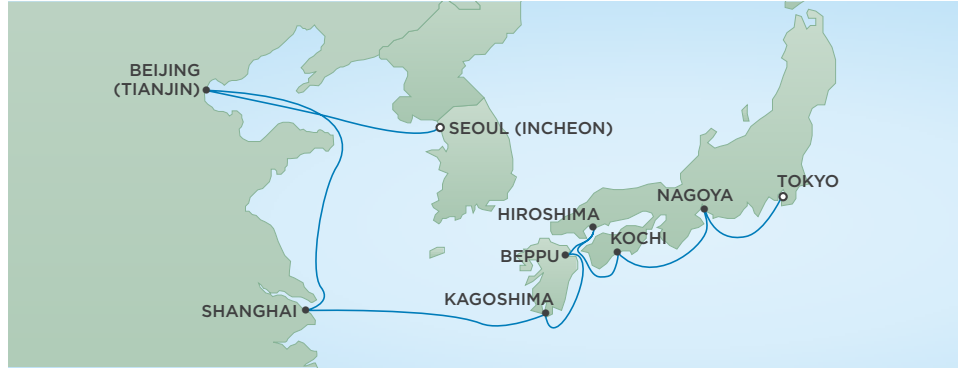 BEIJING
(TIANJIN)
SEOUL (INCHEON)
TOKYO
NAGOYA
HIROSHIMA
KOCHI
BEPPU
KAGOSHIMA
SHANGHAI